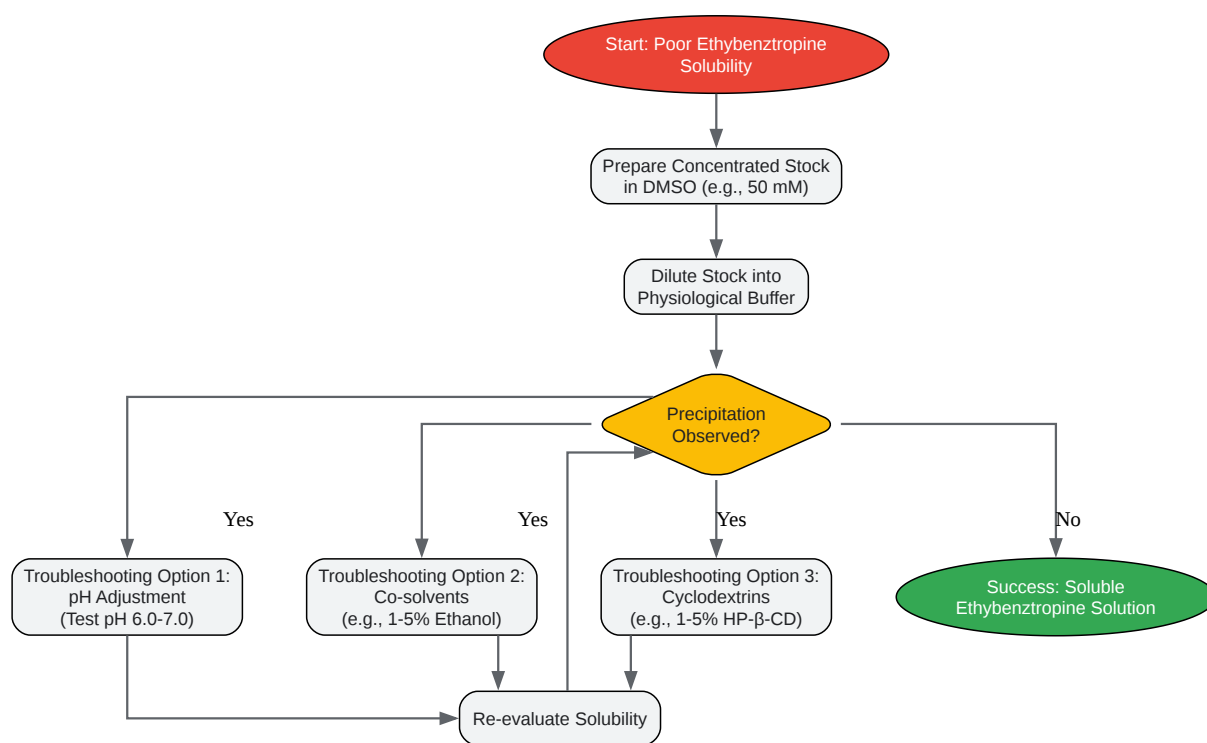 Start: Poor Ethybenztropine
Solubility
Prepare Concentrated Stock
in DMSO (e.g., 50 mM)
Dilute Stock into
Physiological Buffer
Precipitation
Observed?
Yes
Yes
Yes
No
Troubleshooting Option 1:
pH Adjustment
(Test pH 6.0-7.0)
Troubleshooting Option 2:
Co-solvents
(e.g., 1-5% Ethanol)
Troubleshooting Option 3:
Cyclodextrins
(e.g., 1-5% HP-β-CD)
Success: Soluble
Ethybenztropine Solution
Re-evaluate Solubility